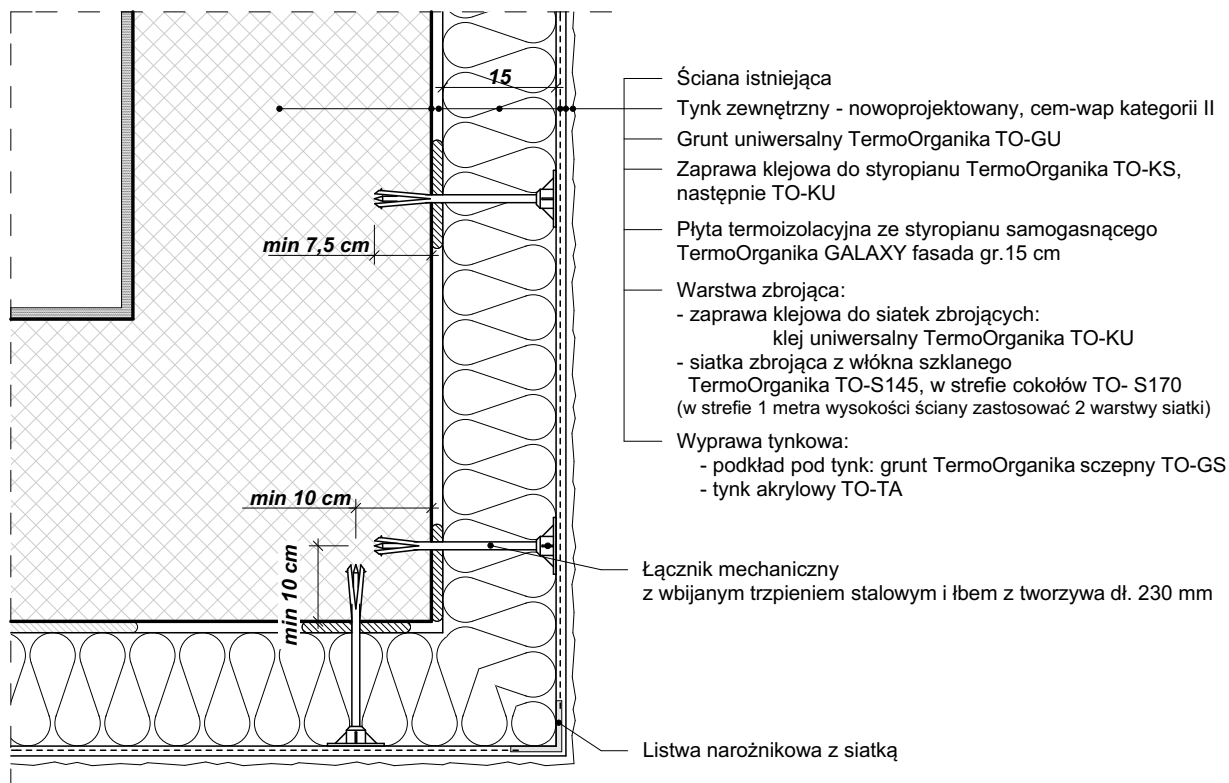 15
Ściana istniejąca
Tynk zewnętrzny - nowoprojektowany, cem-wap kategorii II
Grunt uniwersalny TermoOrganika TO-GU
Zaprawa klejowa do styropianu TermoOrganika TO-KS,
następnie TO-KU
min 7,5 cm
Płyta termoizolacyjna ze styropianu samogasnącego
TermoOrganika GALAXY fasada gr.15 cm
Warstwa zbrojąca:
- zaprawa klejowa do siatek zbrojących:
klej uniwersalny TermoOrganika TO-KU
- siatka zbrojąca z włókna szklanego
TermoOrganika TO-S145, w strefie cokołów TO- S170
(w strefie 1 metra wysokości ściany zastosować 2 warstwy siatki)
Wyprawa tynkowa:
- podkład pod tynk: grunt TermoOrganika sczepny TO-GS
- tynk akrylowy TO-TA
min 10 cm
min 10 cm
Łącznik mechaniczny
z wbijanym trzpieniem stalowym i łbem z tworzywa dł. 230 mm
Listwa narożnikowa z siatką